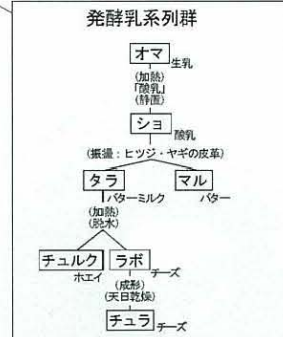 発酵乳系列群
オマ
生乳
(加熱)
「酸乳」
(静置)
ショ
酸乳
(振盪：ヒツジ・ヤギの皮革)
タラ マル
バターミルク バター
(加熱)
(脱水)
チュルク ラボ
ホエイ チーズ
(成形)
(天日乾燥)
チュラ
チーズ